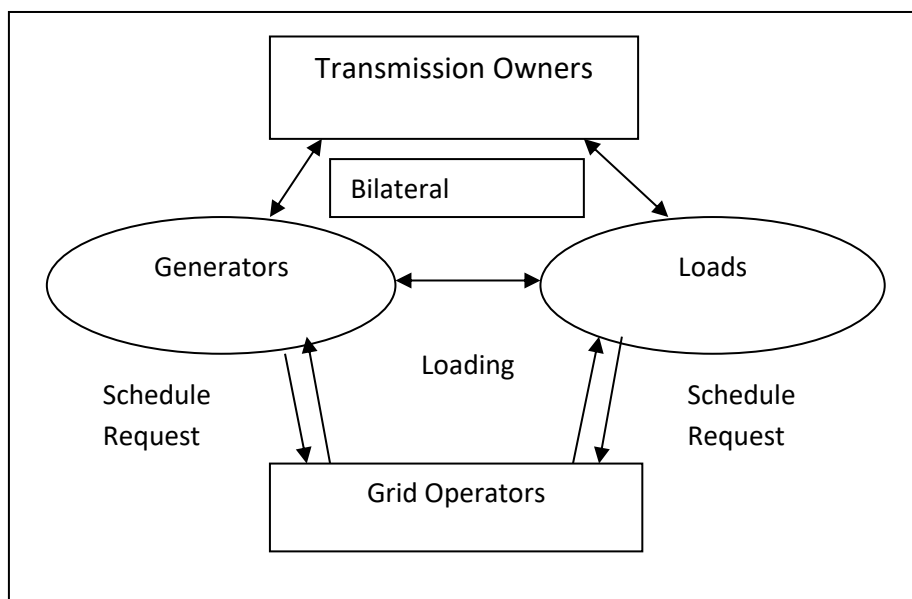 Transmission Owners
Bilateral
Generators
Loads
Loading
Schedule
Request
Schedule
Request
Grid Operators